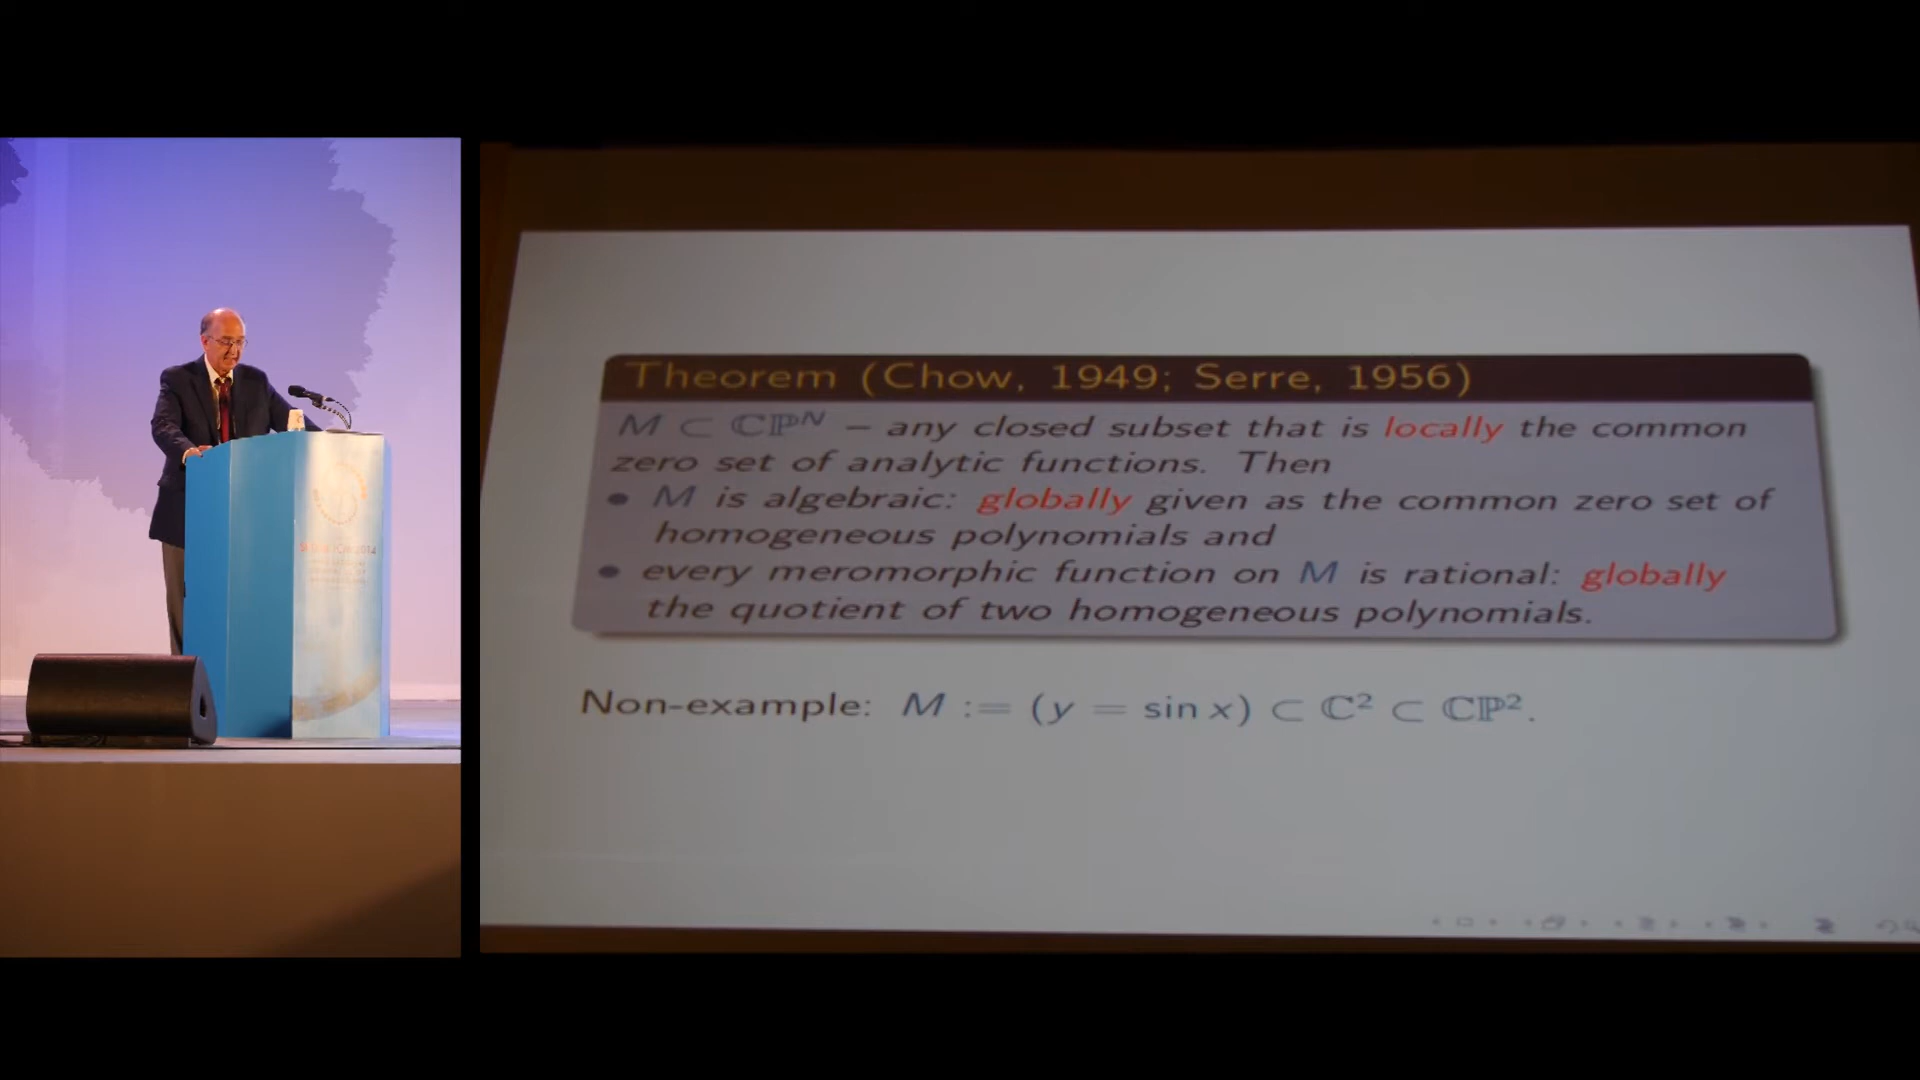 Theorem (Chow, 1949; Serre, 1956)
M ⊂ ℂℙᴺ – any closed subset that is locally the common
zero set of analytic functions. Then
• M is algebraic: globally given as the common zero set of
homogeneous polynomials and
• every meromorphic function on M is rational: globally
the quotient of two homogeneous polynomials.
Non-example: M := (y = sin x) ⊂ ℂ² ⊂ ℂℙ².